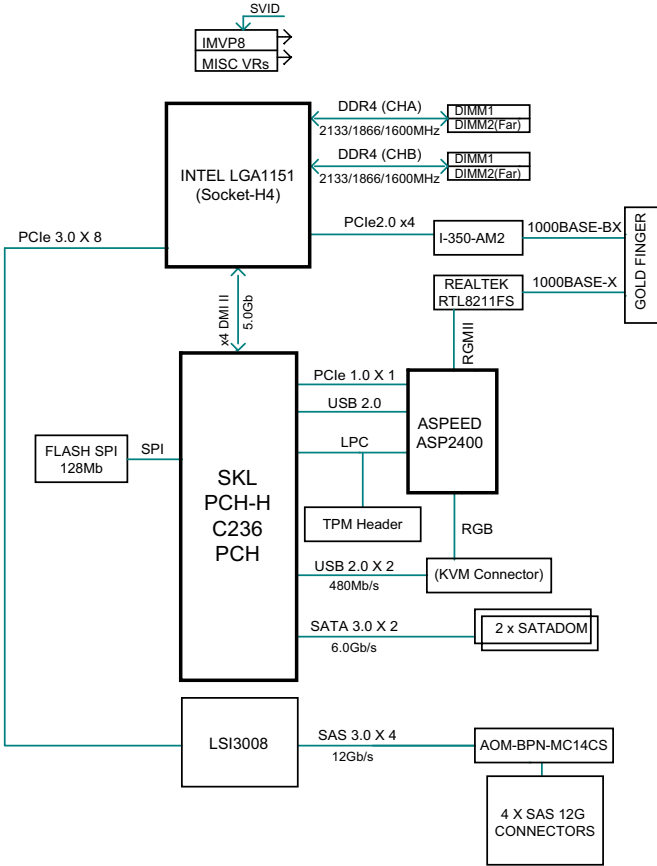 SVID
IMVP8
MISC VRs
INTEL LGA1151
(Socket-H4)
DDR4 (CHA)
2133/1866/1600MHz
DIMM1
DIMM2(Far)
DDR4 (CHB)
2133/1866/1600MHz
DIMM1
DIMM2(Far)
PCIe 3.0 X 8
PCIe2.0 x4
I-350-AM2
1000BASE-BX
GOLD FINGER
REALTEK
RTL8211FS
1000BASE-X
x4 DMI II
5.0Gb
RGMII
PCIe 1.0 X 1
USB 2.0
LPC
ASPEED
ASP2400
FLASH SPI
128Mb
SPI
SKL
PCH-H
C236
PCH
TPM Header
RGB
USB 2.0 X 2
480Mb/s
(KVM Connector)
SATA 3.0 X 2
6.0Gb/s
2 x SATADOM
LSI3008
SAS 3.0 X 4
12Gb/s
AOM-BPN-MC14CS
4 X SAS 12G
CONNECTORS